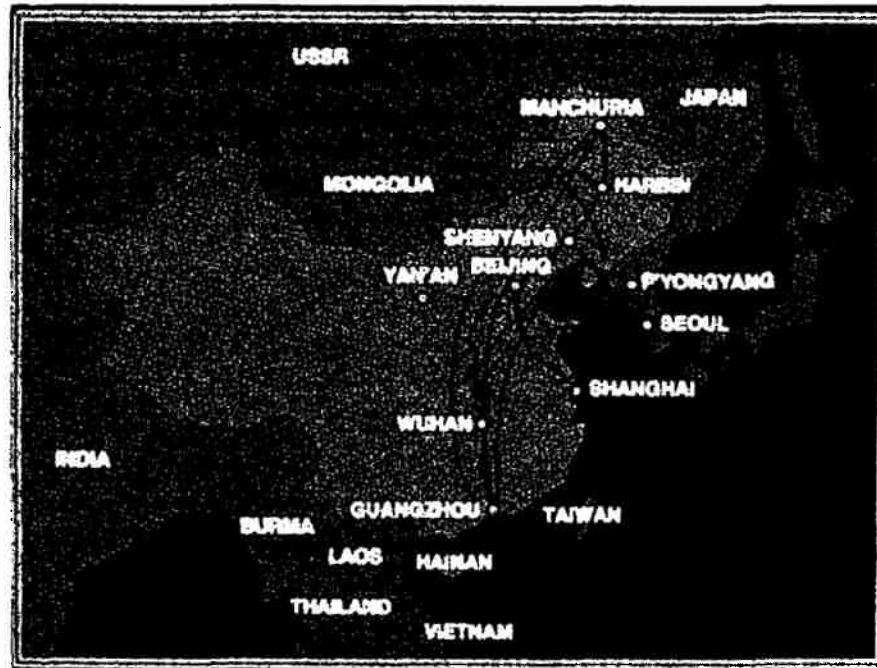 USSR
MANCHURIA
JAPAN
MONGOLIA
HARBIN
SHENYANG
BEIJING
YAN'AN
P'YONGYANG
SEOUL
SHANGHAI
WUHAN
INDIA
GUANGZHOU
TAIWAN
BURMA
LAOS
HAINAN
THAILAND
VIETNAM